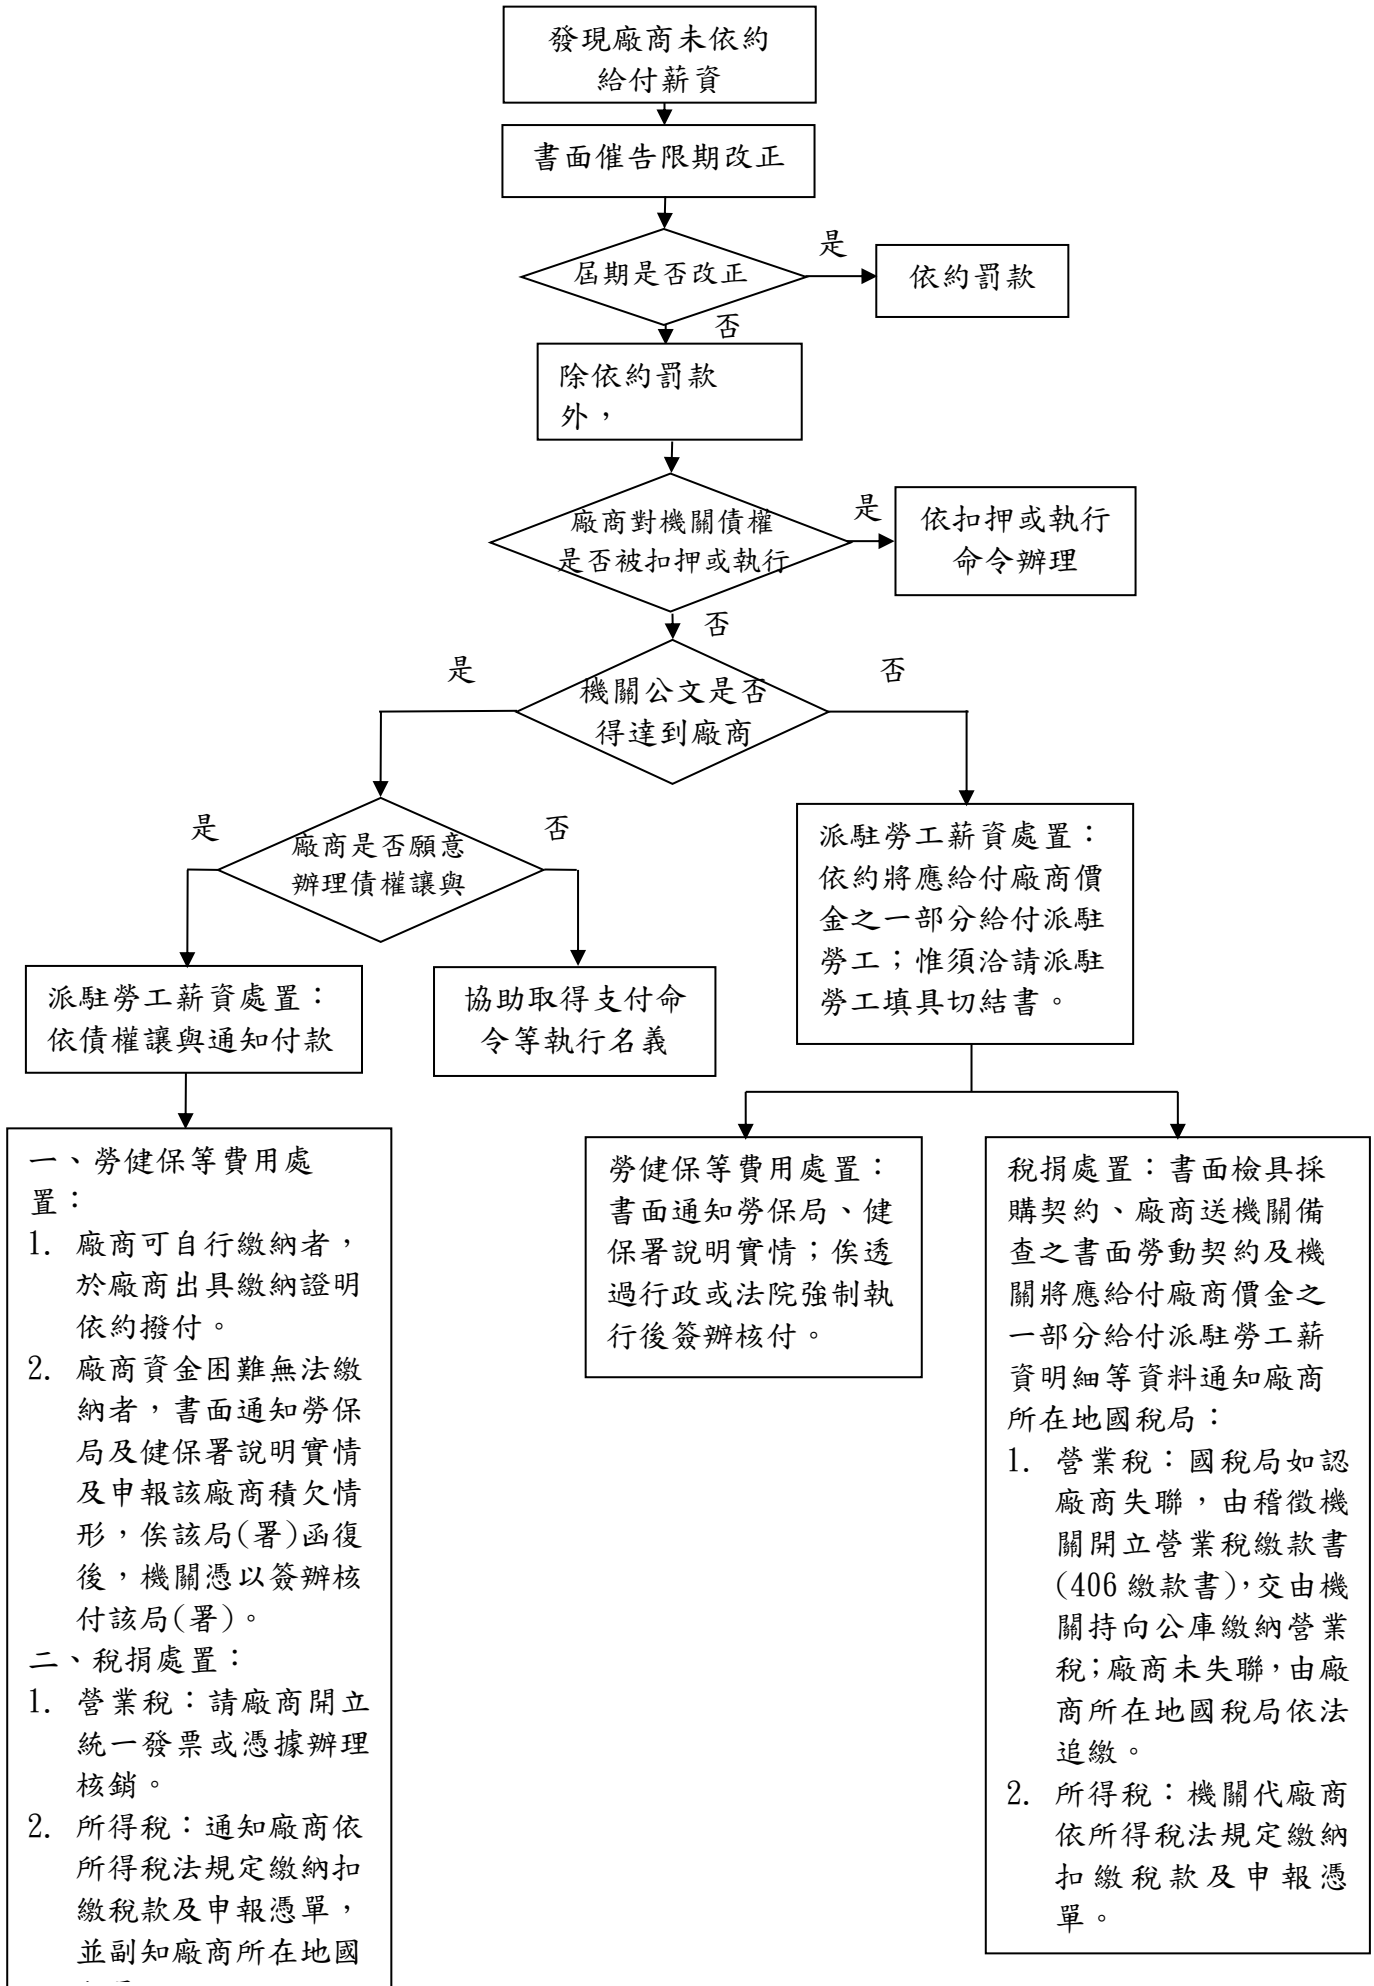 發現廠商未依約
給付薪資
書面催告限期改正
屆期是否改正
是
依約罰款
否
除依約罰款
外，
廠商對機關債權
是否被扣押或執行
是
依扣押或執行
命令辦理
否
機關公文是否
得達到廠商
是
否
廠商是否願意
辦理債權讓與
是
否
派駐勞工薪資處置：
依債權讓與通知付款
協助取得支付命
令等執行名義
派駐勞工薪資處置：
依約將應給付廠商價
金之一部分給付派駐
勞工；惟須洽請派駐
勞工填具切結書。
一、勞健保等費用處
置：
1. 廠商可自行繳納者，
於廠商出具繳納證明
依約撥付。
2. 廠商資金困難無法繳
納者，書面通知勞保
局及健保署說明實情
及申報該廠商積欠情
形，俟該局(署)函復
後，機關憑以簽辦核
付該局(署)。
二、稅捐處置：
1. 營業稅：請廠商開立
統一發票或憑據辦理
核銷。
2. 所得稅：通知廠商依
所得稅法規定繳納扣
繳稅款及申報憑單，
並副知廠商所在地國
勞健保等費用處置：
書面通知勞保局、健
保署說明實情；俟透
過行政或法院強制執
行後簽辦核付。
稅捐處置：書面檢具採
購契約、廠商送機關備
查之書面勞動契約及機
關將應給付廠商價金之
一部分給付派駐勞工薪
資明細等資料通知廠商
所在地國稅局：
1. 營業稅：國稅局如認
廠商失聯，由稽徵機
關開立營業稅繳款書
(406 繳款書)，交由機
關持向公庫繳納營業
稅；廠商未失聯，由廠
商所在地國稅局依法
追繳。
2. 所得稅：機關代廠商
依所得稅法規定繳納
扣繳稅款及申報憑
單。